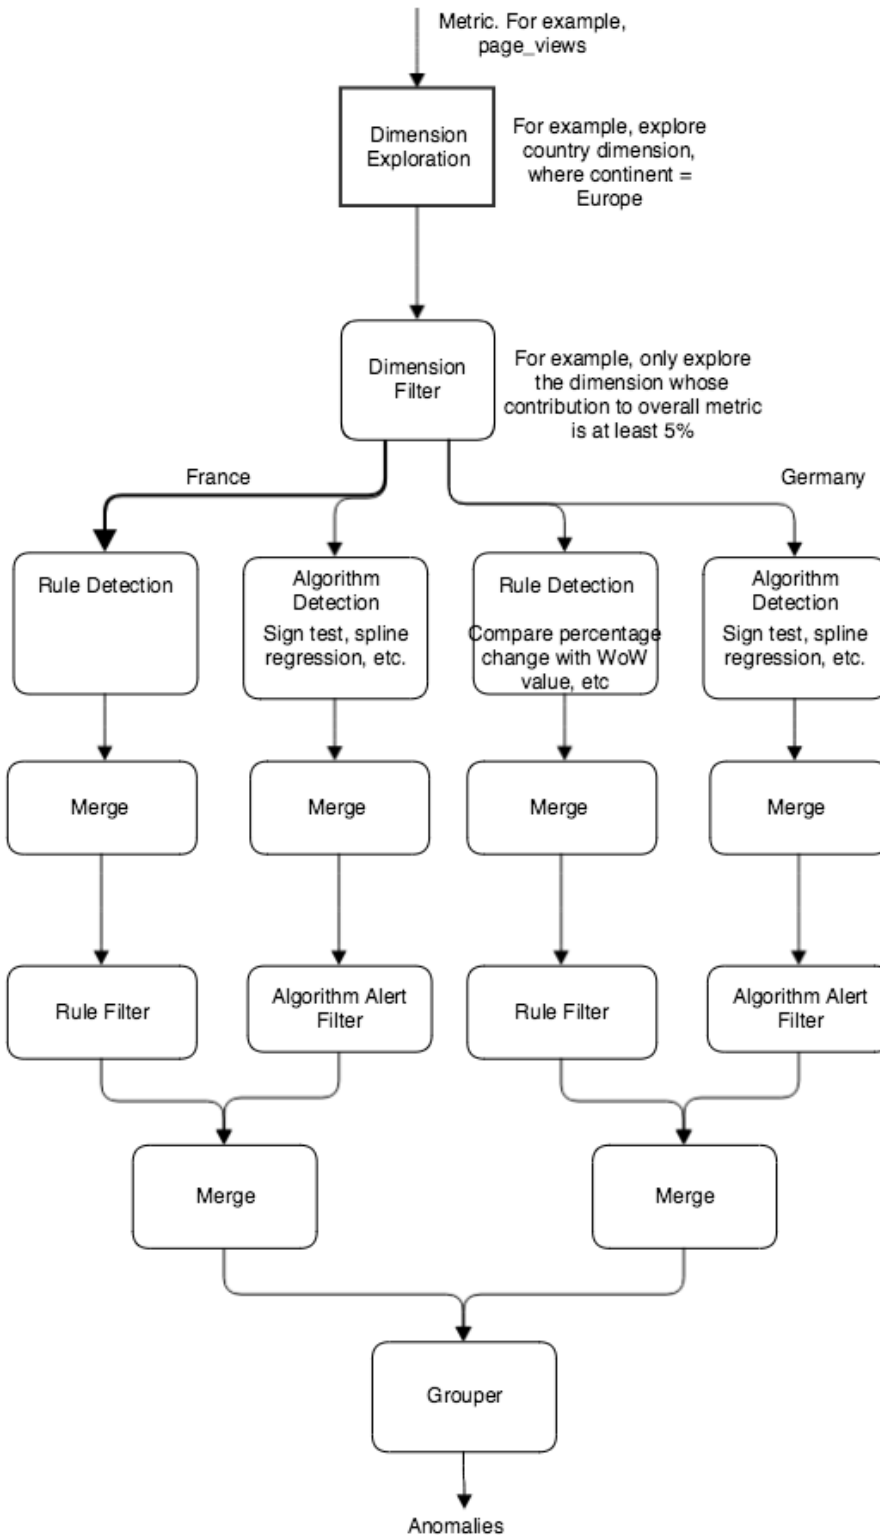 Metric. For example,
page_views
Dimension
Exploration
For example, explore
country dimension,
where continent =
Europe
Dimension
Filter
For example, only explore
the dimension whose
contribution to overall metric
is at least 5%
France
Germany
Rule Detection
Algorithm
Detection
Sign test, spline
regression, etc.
Rule Detection
Compare percentage
change with WoW
value, etc
Algorithm
Detection
Sign test, spline
regression, etc.
Merge
Merge
Merge
Merge
Rule Filter
Algorithm Alert
Filter
Rule Filter
Algorithm Alert
Filter
Merge
Merge
Grouper
Anomalies